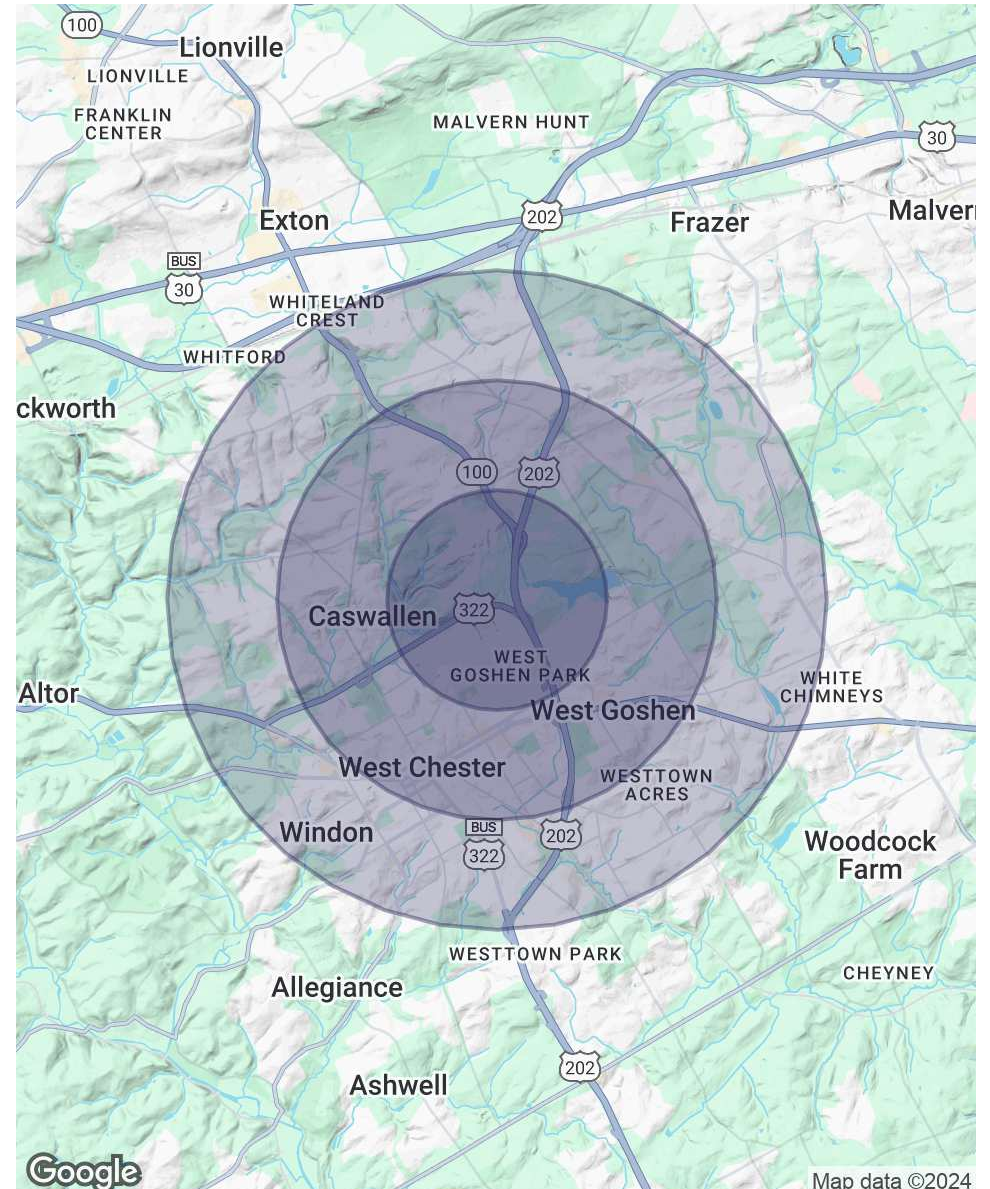 100
Lionville
LIONVILLE
FRANKLIN
CENTER
MALVERN HUNT
30
Exton
202
Frazer
Malver
BUS
30
WHITELAND
CREST
WHITFORD
ckworth
100
202
Caswallen
322
WEST
GOSHEN PARK
Altor
WHITE
CHIMNEYS
West Goshen
West Chester
WESTTOWN
ACRES
Windon
BUS
322
202
Woodcock
Farm
WESTTOWN PARK
CHEYNEY
Allegiance
202
Ashwell
Google
Map data ©2024